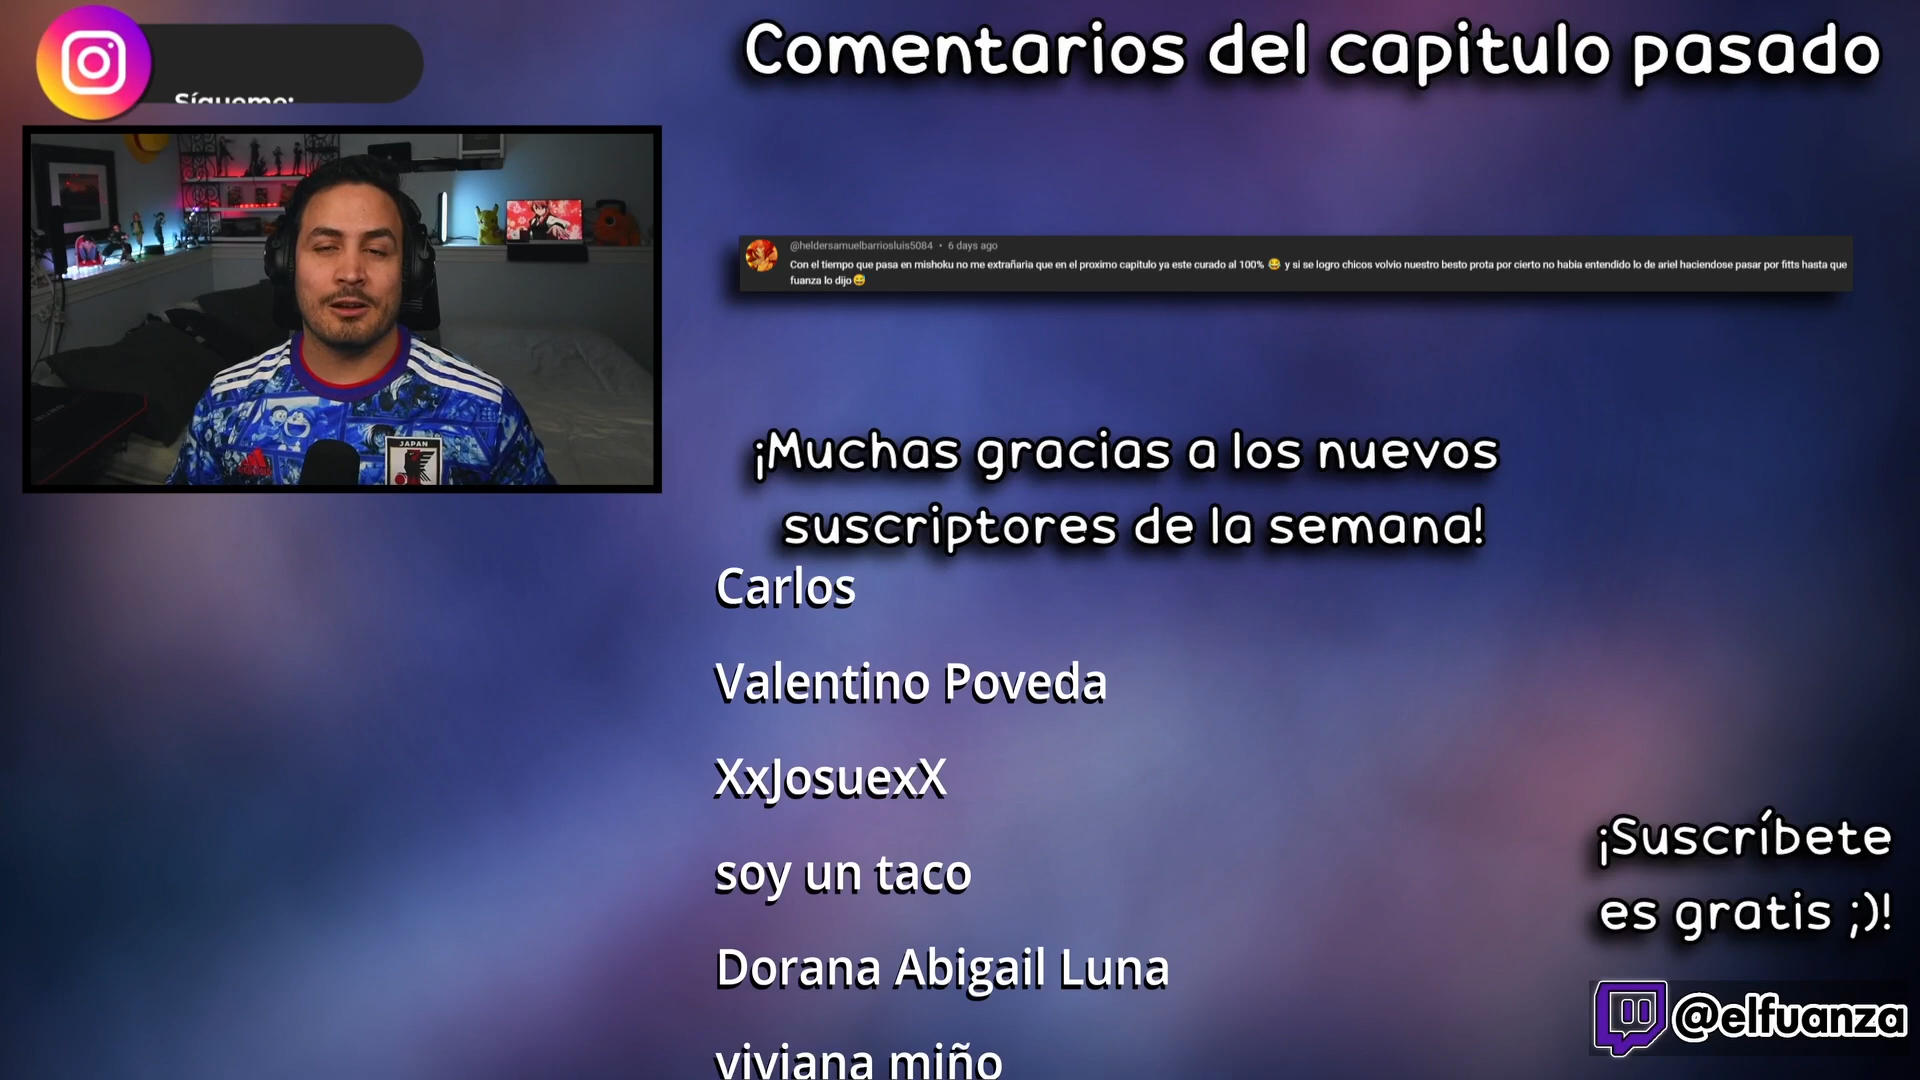 Comentarios del capitulo pasado
Sígueme:
@heldersamuelbarriosluis5084 • 6 days ago
Con el tiempo que pasa en mishoku no me extrañaria que en el proximo capitulo ya este curado al 100% 😂 y si se logro chicos volvio nuestro besto prota por cierto no habia entendido lo de ariel haciendose pasar por fitts hasta que
fuanza lo dijo😅
JAPAN
¡Muchas gracias a los nuevos
suscriptores de la semana!
Carlos
Valentino Poveda
XxJosuexX
soy un taco
Dorana Abigail Luna
viviana miño
¡Suscríbete
es gratis ;)!
@elfuanza